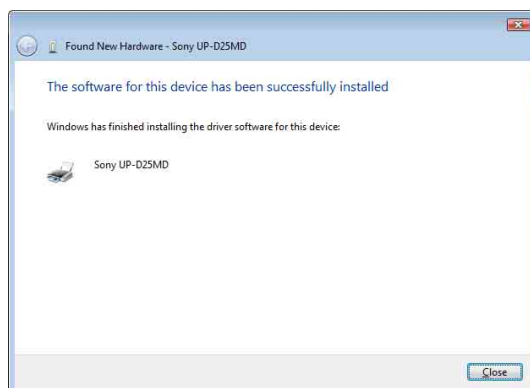 Found New Hardware - Sony UP-D25MD
The software for this device has been successfully installed
Windows has finished installing the driver software for this device:
Sony UP-D25MD
Close